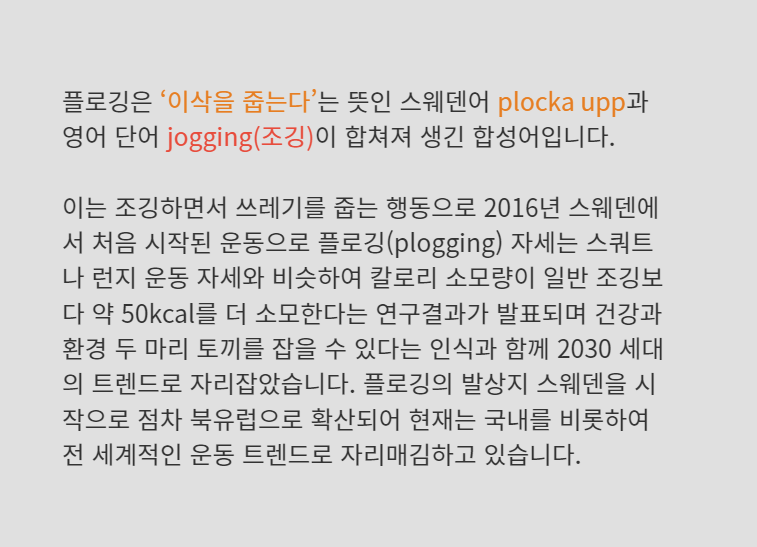 플로깅은 ‘이삭을 줍는다’는 뜻인 스웨덴어 plocka upp과
영어 단어 jogging(조깅)이 합쳐져 생긴 합성어입니다.
이는 조깅하면서 쓰레기를 줍는 행동으로 2016년 스웨덴에
서 처음 시작된 운동으로 플로깅(plogging) 자세는 스쿼트
나 런지 운동 자세와 비슷하여 칼로리 소모량이 일반 조깅보
다 약 50kcal를 더 소모한다는 연구결과가 발표되며 건강과
환경 두 마리 토끼를 잡을 수 있다는 인식과 함께 2030 세대
의 트렌드로 자리잡았습니다. 플로깅의 발상지 스웨덴을 시
작으로 점차 북유럽으로 확산되어 현재는 국내를 비롯하여
전 세계적인 운동 트렌드로 자리매김하고 있습니다.